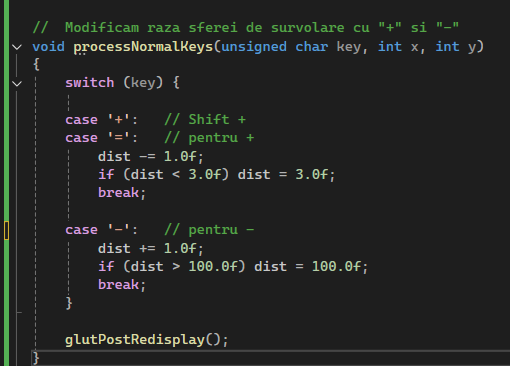 //  Modificam raza sferei de survolare cu "+" si "-"
void processNormalKeys(unsigned char key, int x, int y)
{
    switch (key) {

    case '+':   // Shift +
    case '=':   // pentru +
        dist -= 1.0f;
        if (dist < 3.0f) dist = 3.0f;
        break;

    case '-':   // pentru -
        dist += 1.0f;
        if (dist > 100.0f) dist = 100.0f;
        break;
    }

    glutPostRedisplay();
}